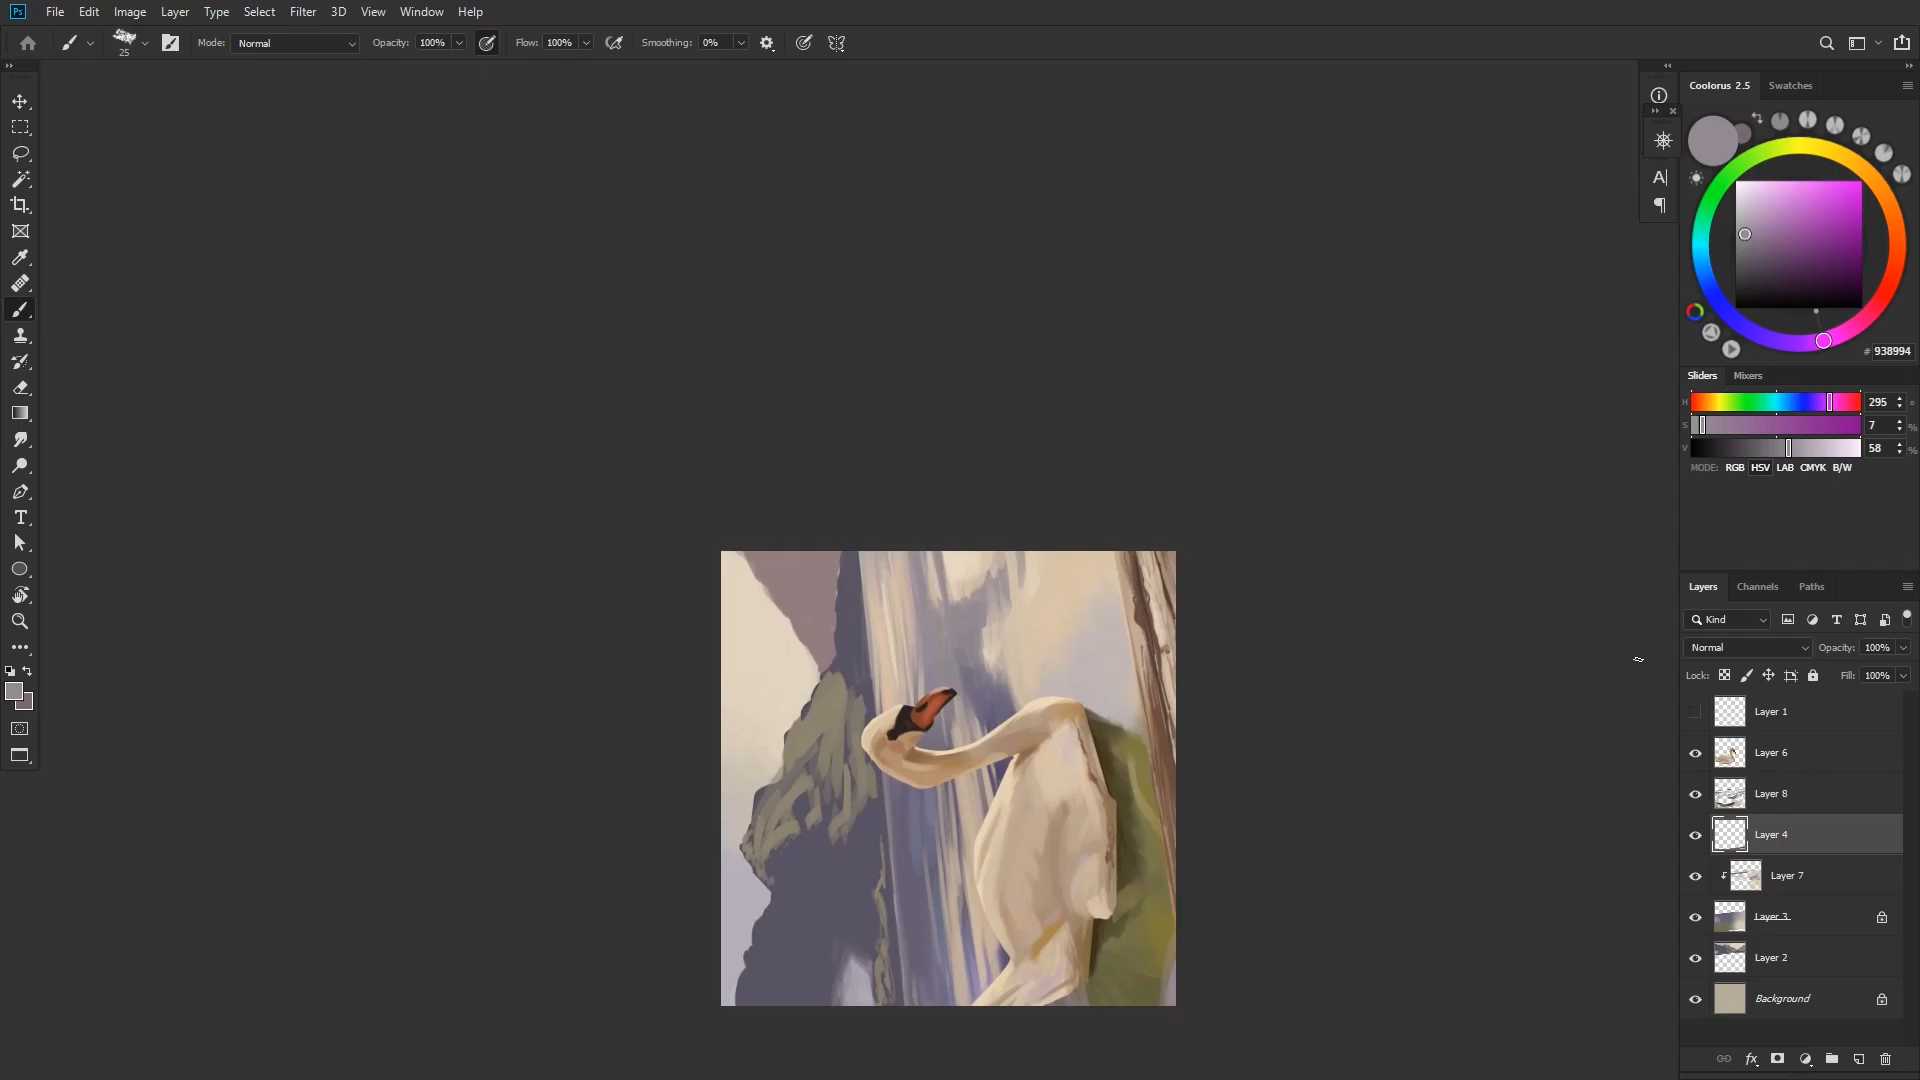 Ps File Edit Image Layer Type Select Filter 3D View Window Help
25 Mode: Normal Opacity: 100% Flow: 100% Smoothing: 0%
Coolorus 2.5 Swatches
A|
# 938994
Sliders Mixers
H 295 °
S 7 %
V 58 %
MODE: RGB HSV LAB CMYK B/W
Layers Channels Paths
Kind
Normal Opacity: 100%
Lock: Fill: 100%
Layer 1
Layer 6
Layer 8
Layer 4
Layer 7
Layer 3
Layer 2
Background
fx